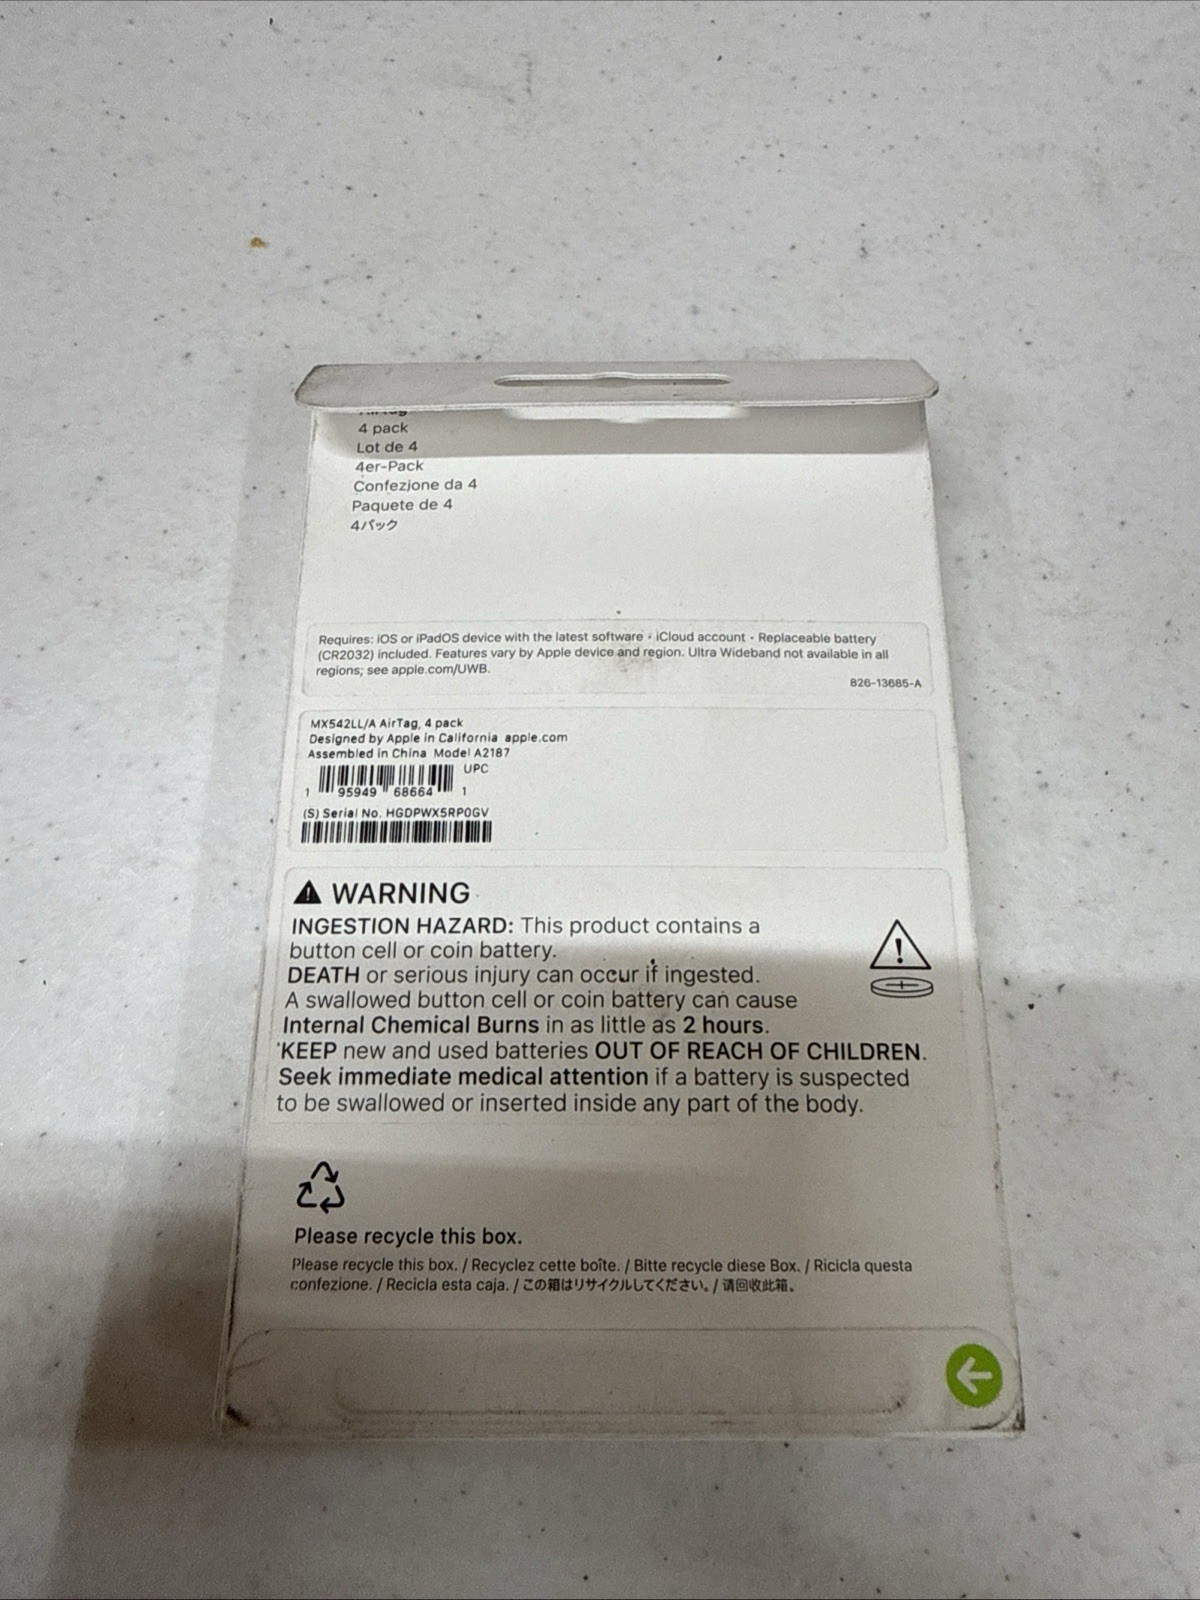 AirTag
4 pack
Lot de 4
4er-Pack
Confezione da 4
Paquete de 4
4パック
Requires: iOS or iPadOS device with the latest software • iCloud account • Replaceable battery
(CR2032) included. Features vary by Apple device and region. Ultra Wideband not available in all
regions; see apple.com/UWB.
826-13685-A
MX542LL/A AirTag, 4 pack
Designed by Apple in California apple.com
Assembled in China Model A2187
UPC
1 95949 68664 1
(S) Serial No. HGDPWX5RP0GV
WARNING
INGESTION HAZARD: This product contains a
button cell or coin battery.
DEATH or serious injury can occur if ingested.
A swallowed button cell or coin battery can cause
Internal Chemical Burns in as little as 2 hours.
KEEP new and used batteries OUT OF REACH OF CHILDREN.
Seek immediate medical attention if a battery is suspected
to be swallowed or inserted inside any part of the body.
Please recycle this box.
Please recycle this box. / Recyclez cette boîte. / Bitte recycle diese Box. / Ricicla questa
confezione. / Recicla esta caja. / この箱はリサイクルしてください。/ 请回收此箱。